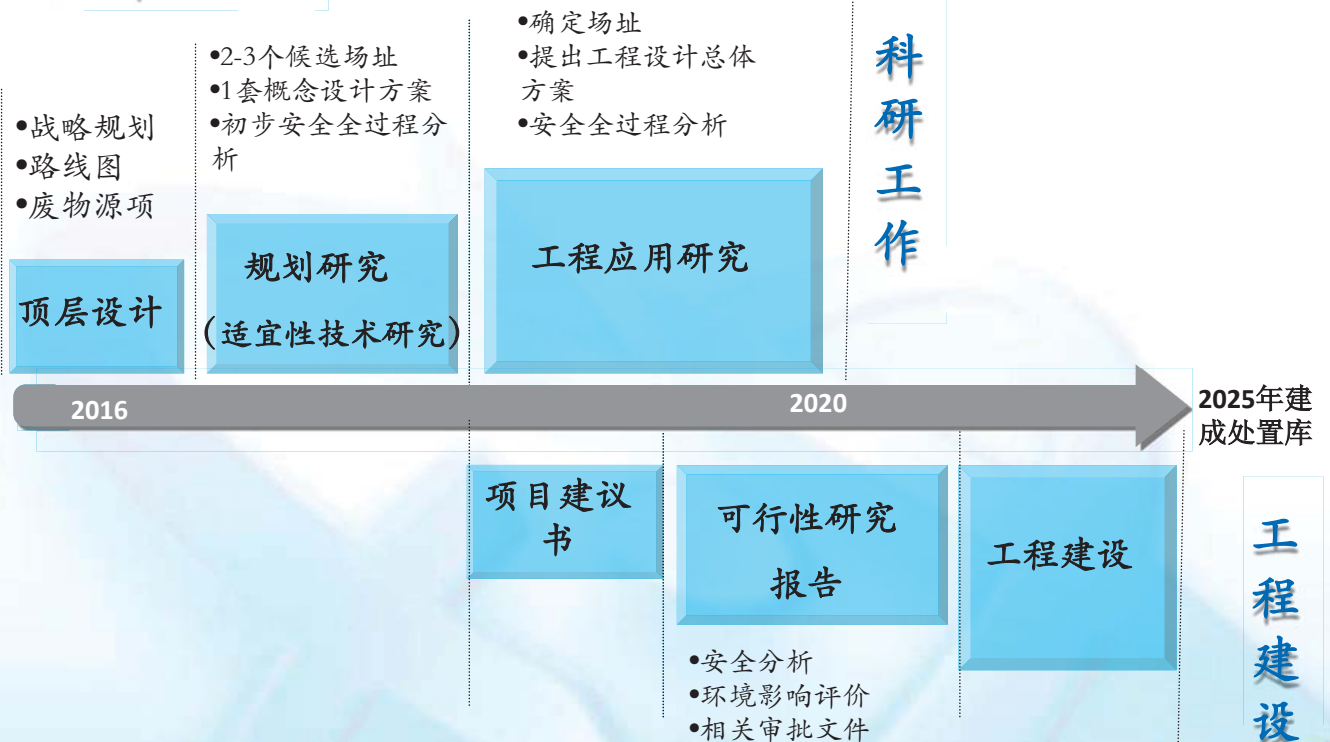 •确定场址
•提出工程设计总体
方案
•安全全过程分析
•2-3个候选场址
•1套概念设计方案
•初步安全全过程分
析
•战略规划
•路线图
•废物源项
科
研
工
作
顶层设计
规划研究
（适宜性技术研究）
工程应用研究
2016
2020
2025年建
成处置库
项目建议
书
可行性研究
报告
工程建设
•安全分析
•环境影响评价
•相关审批文件
工
程
建
设